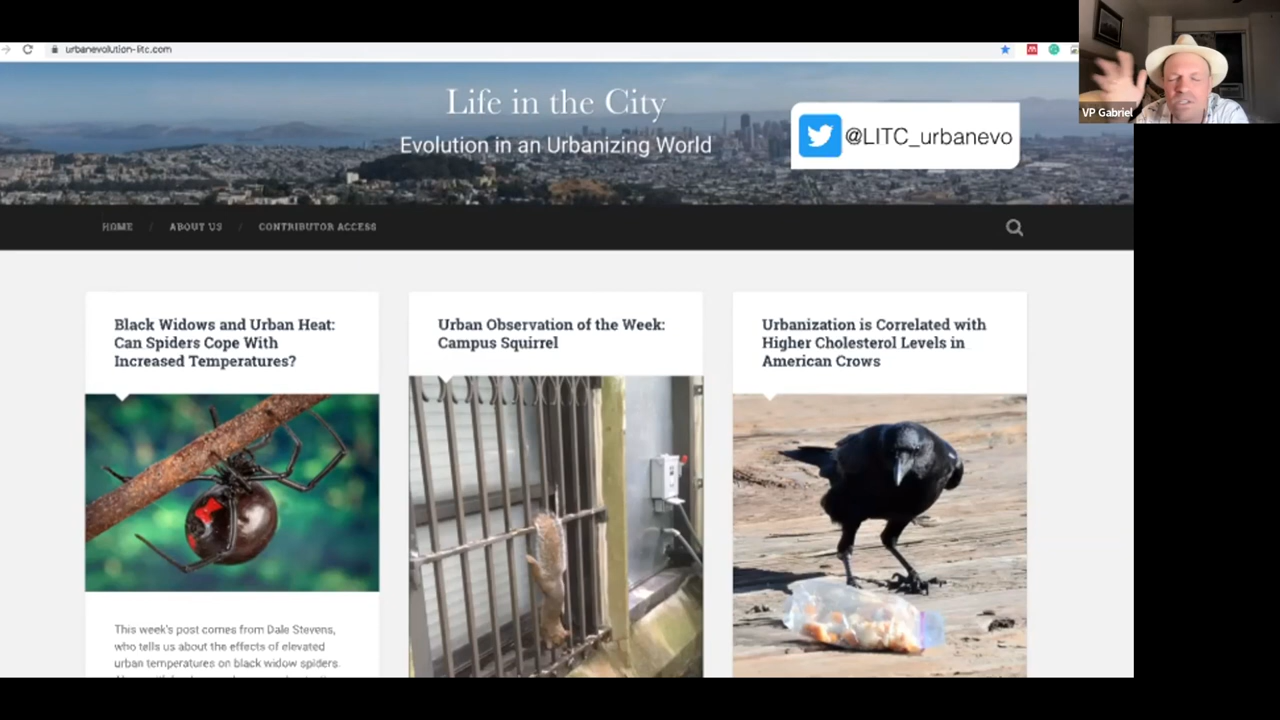 urbanevolution-litc.com
VP Gabriel
Life in the City
Evolution in an Urbanizing World
@LITC_urbanevo
HOME / ABOUT US / CONTRIBUTOR ACCESS
Black Widows and Urban Heat:
Can Spiders Cope With
Increased Temperatures?
This week's post comes from Dale Stevens,
who tells us about the effects of elevated
urban temperatures on black widow spiders.
Urban Observation of the Week:
Campus Squirrel
Urbanization is Correlated with
Higher Cholesterol Levels in
American Crows